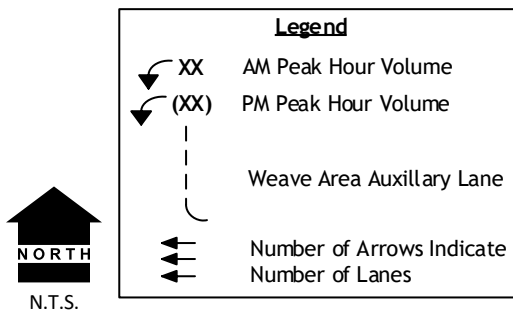 Legend
XX AM Peak Hour Volume
(XX) PM Peak Hour Volume
Weave Area Auxillary Lane
Number of Arrows Indicate
Number of Lanes
NORTH
N.T.S.